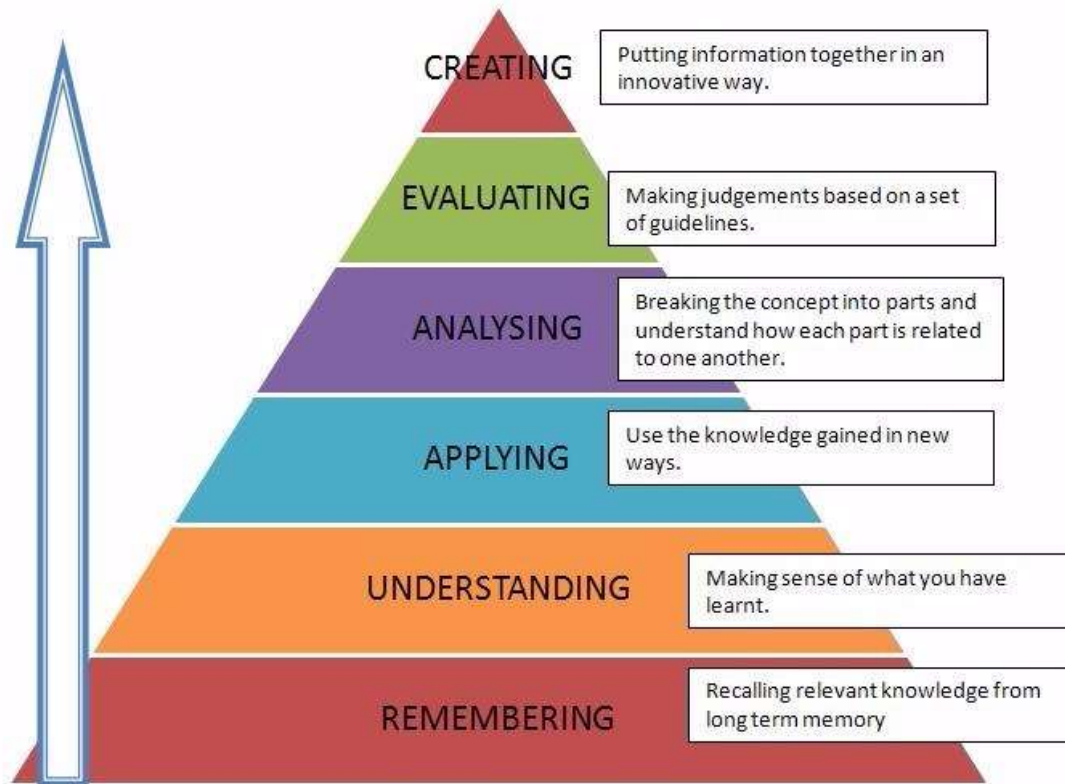 CREATING
Putting information together in an
innovative way.
EVALUATING
Making judgements based on a set
of guidelines.
ANALYSING
Breaking the concept into parts and
understand how each part is related
to one another.
APPLYING
Use the knowledge gained in new
ways.
UNDERSTANDING
Making sense of what you have
learnt.
REMEMBERING
Recalling relevant knowledge from
long term memory